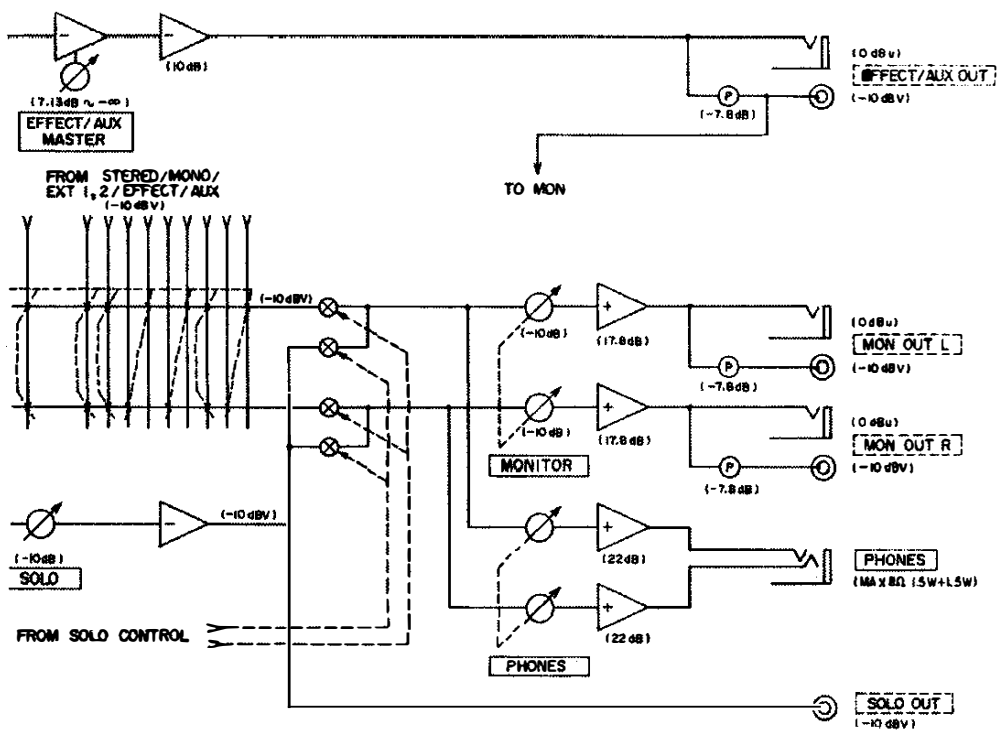 (10dB)
(0dBu)
EFFECT/AUX OUT
P
(-7.8dB)
(-10dBV)
(7.13dB ~ -∞)
EFFECT/AUX
MASTER
FROM STEREO/MONO/
EXT 1,2/EFFECT/AUX
(-10dBV)
TO MON
(-10dBV)
(-10dB)
(17.8dB)
(0dBu)
MON OUT L
P
(-7.8dB)
(-10dBV)
(-10dB)
(17.8dB)
(0dBu)
MON OUT R
MONITOR
P
(-7.8dB)
(-10dBV)
(-10dBV)
(-10dB)
SOLO
(22dB)
PHONES
(MAX 8Ω 1.5W+1.5W)
FROM SOLO CONTROL
(22dB)
PHONES
SOLO OUT
(-10dBV)